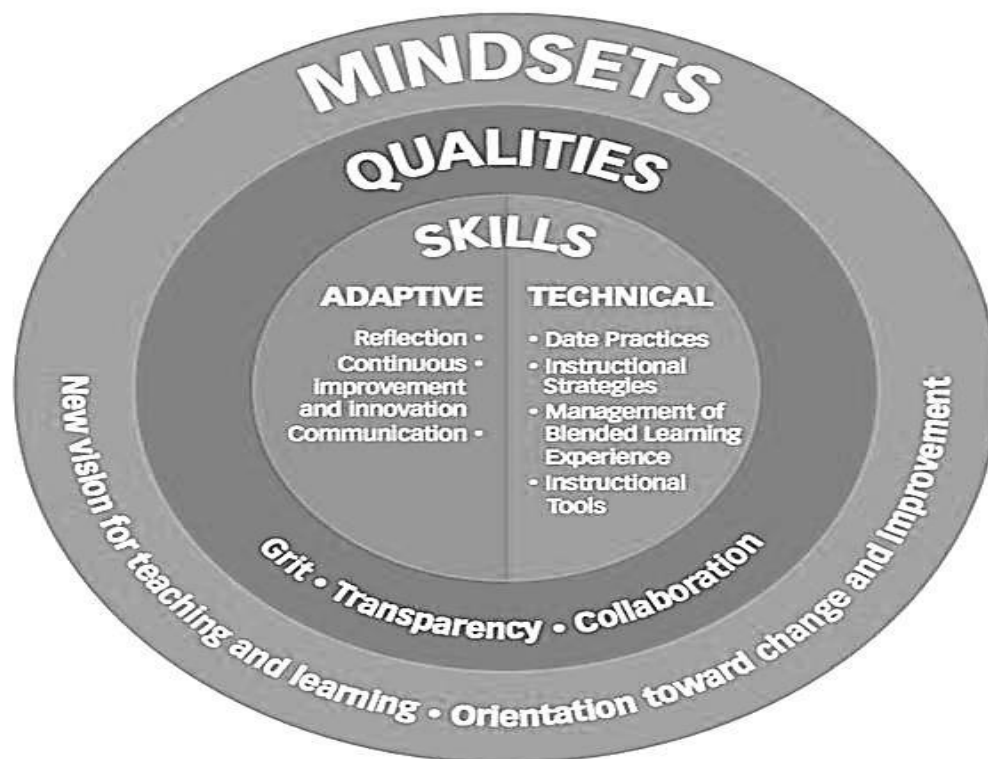 MINDSETS
QUALITIES
SKILLS
ADAPTIVE
Reflection •
Continuous •
improvement
and innovation
Communication •
TECHNICAL
• Date Practices
• Instructional
Strategies
• Management of
Blended Learning
Experience
• Instructional
Tools
Grit • Transparency • Collaboration
New vision for teaching and learning • Orientation toward change and improvement